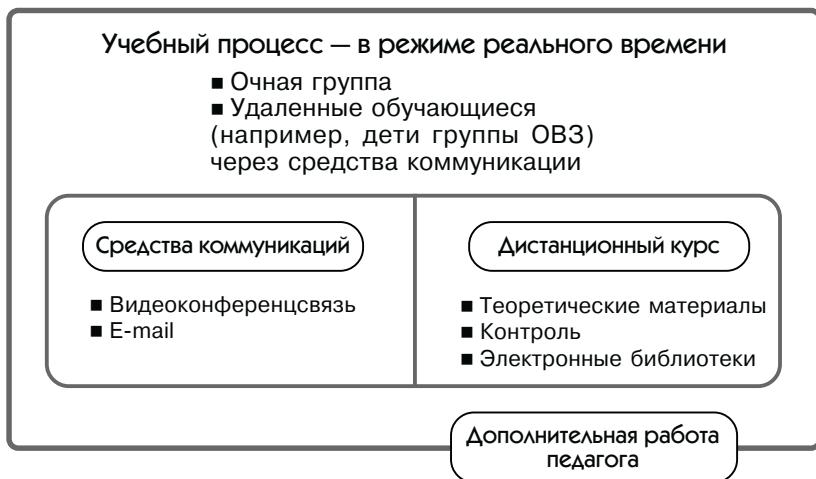 Учебный процесс — в режиме реального времени
■ Очная группа
■ Удаленные обучающиеся
(например, дети группы ОВЗ)
через средства коммуникации
Средства коммуникаций
■ Видеоконференцсвязь
■ E-mail
Дистанционный курс
■ Теоретические материалы
■ Контроль
■ Электронные библиотеки
Дополнительная работа
педагога